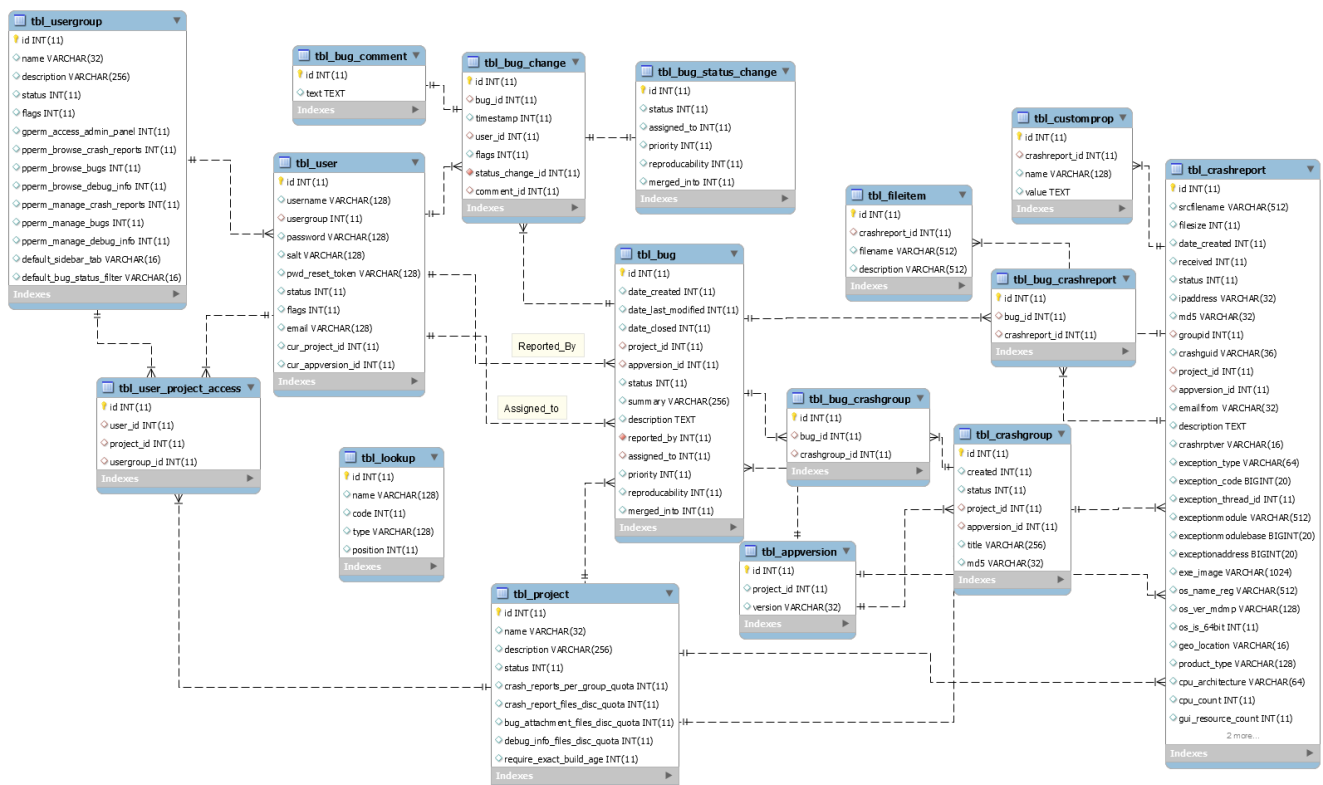 tbl_usergroup
id INT(11)
name VARCHAR(32)
description VARCHAR(256)
status INT(11)
flags INT(11)
gperm_access_admin_panel INT(11)
pperm_browse_crash_reports INT(11)
pperm_browse_bugs INT(11)
pperm_browse_debug_info INT(11)
pperm_manage_crash_reports INT(11)
pperm_manage_bugs INT(11)
pperm_manage_debug_info INT(11)
default_sidebar_tab VARCHAR(16)
default_bug_status_filter VARCHAR(16)
Indexes
tbl_bug_comment
id INT(11)
text TEXT
Indexes
tbl_bug_change
id INT(11)
bug_id INT(11)
timestamp INT(11)
user_id INT(11)
flags INT(11)
status_change_id INT(11)
comment_id INT(11)
Indexes
tbl_bug_status_change
id INT(11)
status INT(11)
assigned_to INT(11)
priority INT(11)
reproducability INT(11)
merged_into INT(11)
Indexes
tbl_customprop
id INT(11)
crashreport_id INT(11)
name VARCHAR(128)
value TEXT
Indexes
tbl_user
id INT(11)
username VARCHAR(128)
usergroup INT(11)
password VARCHAR(128)
salt VARCHAR(128)
pwd_reset_token VARCHAR(128)
status INT(11)
flags INT(11)
email VARCHAR(128)
cur_project_id INT(11)
cur_appversion_id INT(11)
Indexes
tbl_crashreport
id INT(11)
srcfilename VARCHAR(512)
filesize INT(11)
date_created INT(11)
received INT(11)
status INT(11)
ipaddress VARCHAR(32)
md5 VARCHAR(32)
groupid INT(11)
crashguid VARCHAR(36)
project_id INT(11)
appversion_id INT(11)
emailfrom VARCHAR(32)
description TEXT
crashrptver VARCHAR(16)
exception_type VARCHAR(64)
exception_code BIGINT(20)
exception_thread_id INT(11)
exceptionmodule VARCHAR(512)
exceptionmodulebase BIGINT(20)
exceptionaddress BIGINT(20)
exe_image VARCHAR(1024)
os_name_reg VARCHAR(512)
os_ver_mdmp VARCHAR(128)
os_is_64bit INT(11)
geo_location VARCHAR(16)
product_type VARCHAR(128)
cpu_architecture VARCHAR(64)
cpu_count INT(11)
gui_resource_count INT(11)
2 more...
Indexes
tbl_fileitem
id INT(11)
crashreport_id INT(11)
filename VARCHAR(512)
description VARCHAR(512)
Indexes
tbl_bug
id INT(11)
date_created INT(11)
date_last_modified INT(11)
date_closed INT(11)
project_id INT(11)
appversion_id INT(11)
status INT(11)
summary VARCHAR(256)
description TEXT
reported_by INT(11)
assigned_to INT(11)
priority INT(11)
reproducability INT(11)
merged_into INT(11)
Indexes
tbl_bug_crashreport
id INT(11)
bug_id INT(11)
crashreport_id INT(11)
Indexes
Reported_By
Assigned_to
tbl_user_project_access
id INT(11)
user_id INT(11)
project_id INT(11)
usergroup_id INT(11)
Indexes
tbl_bug_crashgroup
id INT(11)
bug_id INT(11)
crashgroup_id INT(11)
Indexes
tbl_crashgroup
id INT(11)
created INT(11)
status INT(11)
project_id INT(11)
appversion_id INT(11)
title VARCHAR(256)
md5 VARCHAR(32)
Indexes
tbl_lookup
id INT(11)
name VARCHAR(128)
code INT(11)
type VARCHAR(128)
position INT(11)
Indexes
tbl_appversion
id INT(11)
project_id INT(11)
version VARCHAR(32)
Indexes
tbl_project
id INT(11)
name VARCHAR(32)
description VARCHAR(256)
status INT(11)
crash_reports_per_group_quota INT(11)
crash_report_files_disc_quota INT(11)
bug_attachment_files_disc_quota INT(11)
debug_info_files_disc_quota INT(11)
require_exact_build_age INT(11)
Indexes